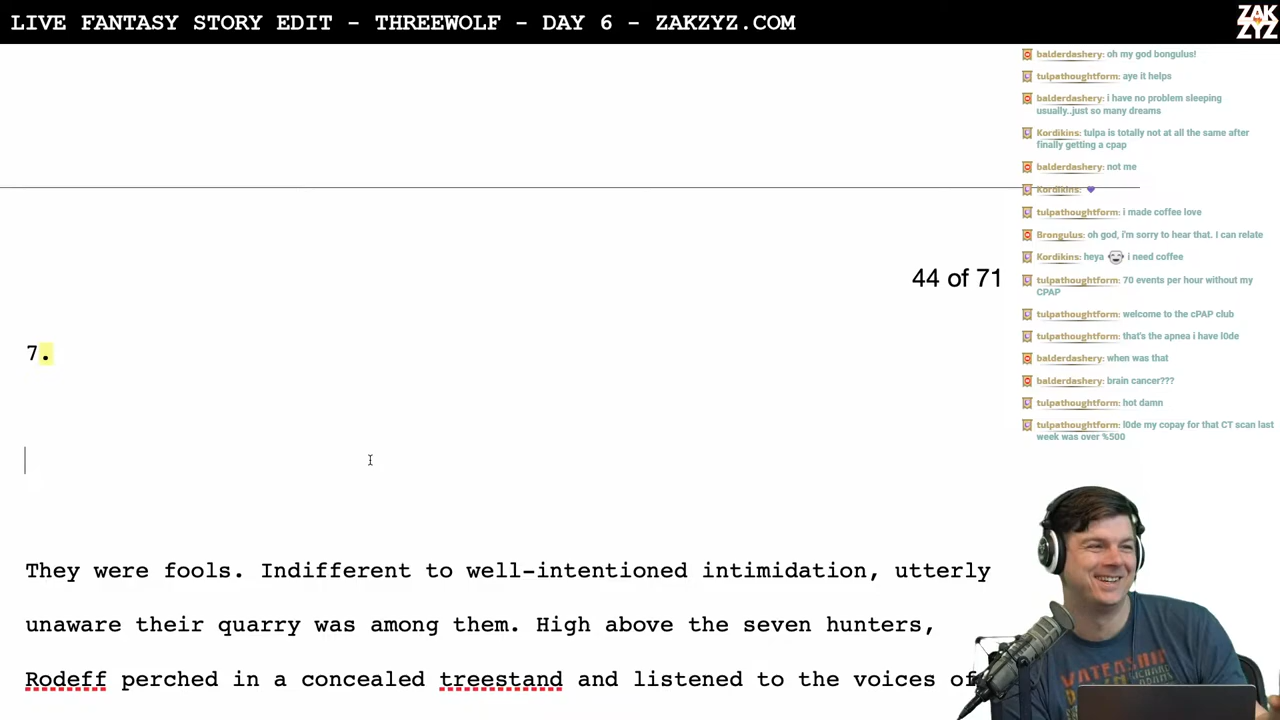 LIVE FANTASY STORY EDIT - THREEWOLF - DAY 6 - ZAKZYZ.COM
ZAK
ZYZ
balderdashery: oh my god bongulus!
tulpathoughtform: aye it helps
balderdashery: i have no problem sleeping
usually..just so many dreams
Kordikins: tulpa is totally not at all the same after
finally getting a cpap
balderdashery: not me
Kordikins:
tulpathoughtform: i made coffee love
Brongulus: oh god, i'm sorry to hear that. I can relate
Kordikins: heya i need coffee
tulpathoughtform: 70 events per hour without my
CPAP
tulpathoughtform: welcome to the cPAP club
tulpathoughtform: that's the apnea i have l0de
balderdashery: when was that
balderdashery: brain cancer???
tulpathoughtform: hot damn
tulpathoughtform: l0de my copay for that CT scan last
week was over %500
44 of 71
7.
They were fools. Indifferent to well-intentioned intimidation, utterly
unaware their quarry was among them. High above the seven hunters,
Rodeff perched in a concealed treestand and listened to the voices of